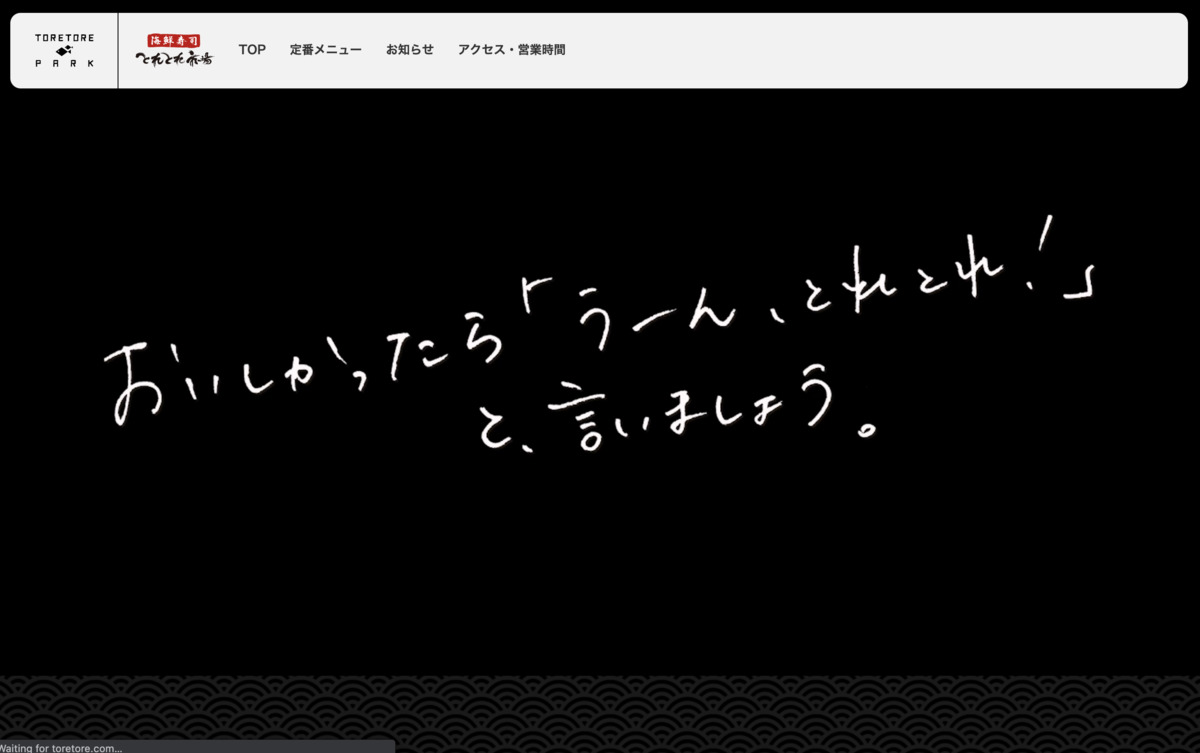 TORETORE
PARK
海鮮寿司
とれとれ市場
TOP 定番メニュー お知らせ アクセス・営業時間
おいしかったら「うーん、とれとれ!」
と、言いましょう。
Waiting for toretore.com...